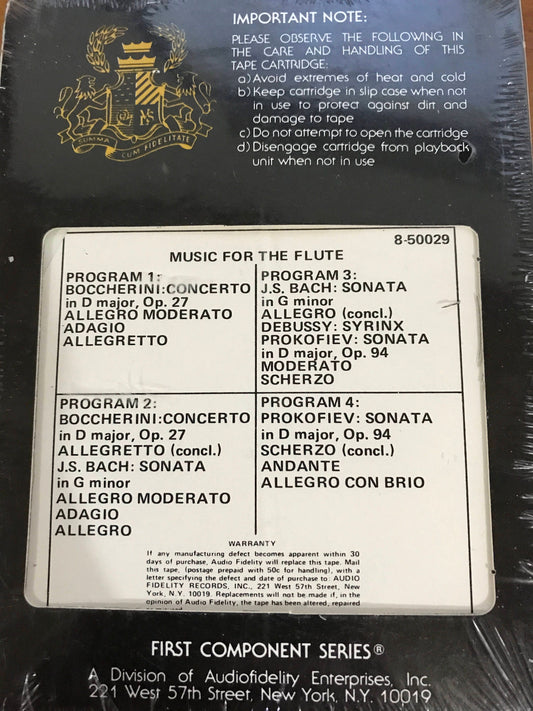 IMPORTANT NOTE:
PLEASE OBSERVE THE FOLLOWING IN
THE CARE AND HANDLING OF THIS
TAPE CARTRIDGE:
a) Avoid extremes of heat and cold
b) Keep cartridge in slip case when not
in use to protect against dirt and
damage to tape
c) Do not attempt to open the cartridge
d) Disengage cartridge from playback
unit when not in use
SUMMA CUM FIDELITATE
8-50029
MUSIC FOR THE FLUTE
PROGRAM 1:
BOCCHERINI: CONCERTO
in D major, Op. 27
ALLEGRO MODERATO
ADAGIO
ALLEGRETTO
PROGRAM 2:
BOCCHERINI: CONCERTO
in D major, Op. 27
ALLEGRETTO (concl.)
J.S. BACH: SONATA
in G minor
ALLEGRO MODERATO
ADAGIO
ALLEGRO
PROGRAM 3:
J.S. BACH: SONATA
in G minor
ALLEGRO (concl.)
DEBUSSY: SYRINX
PROKOFIEV: SONATA
in D major, Op. 94
MODERATO
SCHERZO
PROGRAM 4:
PROKOFIEV: SONATA
in D major, Op. 94
SCHERZO (concl.)
ANDANTE
ALLEGRO CON BRIO
WARRANTY
If any manufacturing defect becomes apparent within 30
days of purchase, Audio Fidelity will replace this tape. Mail
this tape, (postage prepaid with 50c for handling), with a
letter specifying the defect and date of purchase to: AUDIO
FIDELITY RECORDS, INC., 221 West 57th Street, New
York, N.Y. 10019. Replacements will not be made if, in the
opinion of Audio Fidelity, the tape has been altered, repaired
FIRST COMPONENT SERIES®
A Division of Audiofidelity Enterprises, Inc.
221 West 57th Street, New York, N.Y. 10019